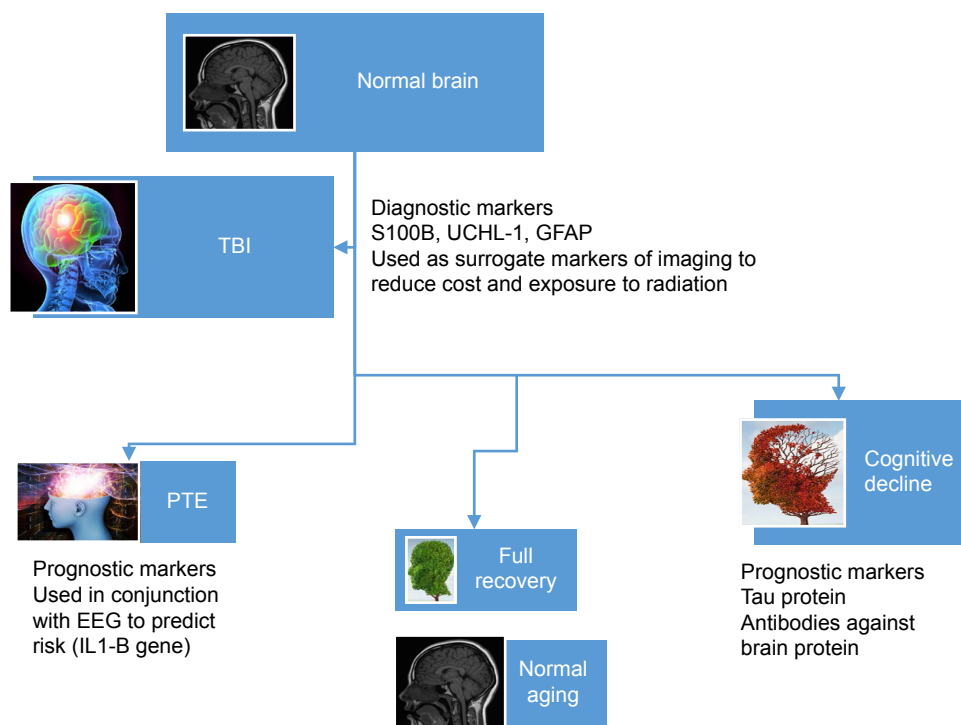 Normal brain
TBI
Diagnostic markers
S100B, UCHL-1, GFAP
Used as surrogate markers of imaging to
reduce cost and exposure to radiation
PTE
Prognostic markers
Used in conjunction
with EEG to predict
risk (IL1-B gene)
Full
recovery
Normal
aging
Cognitive
decline
Prognostic markers
Tau protein
Antibodies against
brain protein